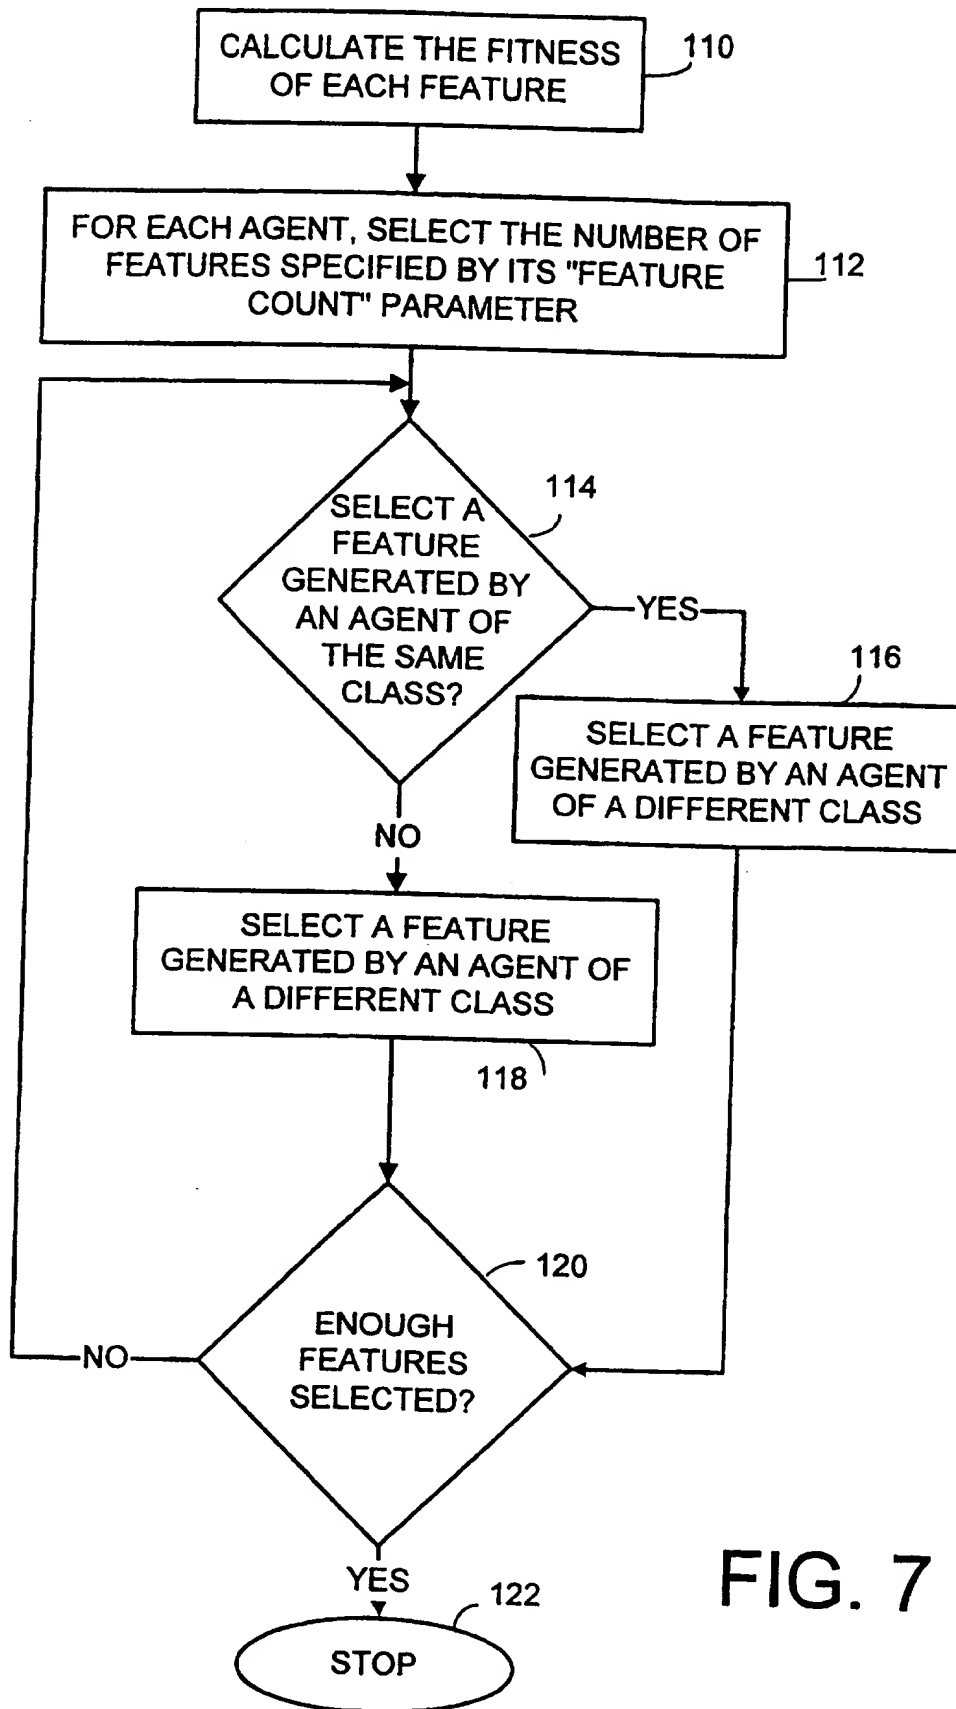 CALCULATE THE FITNESS
OF EACH FEATURE
110
FOR EACH AGENT, SELECT THE NUMBER OF
FEATURES SPECIFIED BY ITS "FEATURE
COUNT" PARAMETER
112
SELECT A
FEATURE
GENERATED BY
AN AGENT OF
THE SAME
CLASS?
114
YES
116
SELECT A FEATURE
GENERATED BY AN AGENT
OF A DIFFERENT CLASS
NO
SELECT A FEATURE
GENERATED BY AN AGENT OF
A DIFFERENT CLASS
118
120
ENOUGH
FEATURES
SELECTED?
NO
YES
122
STOP
FIG. 7